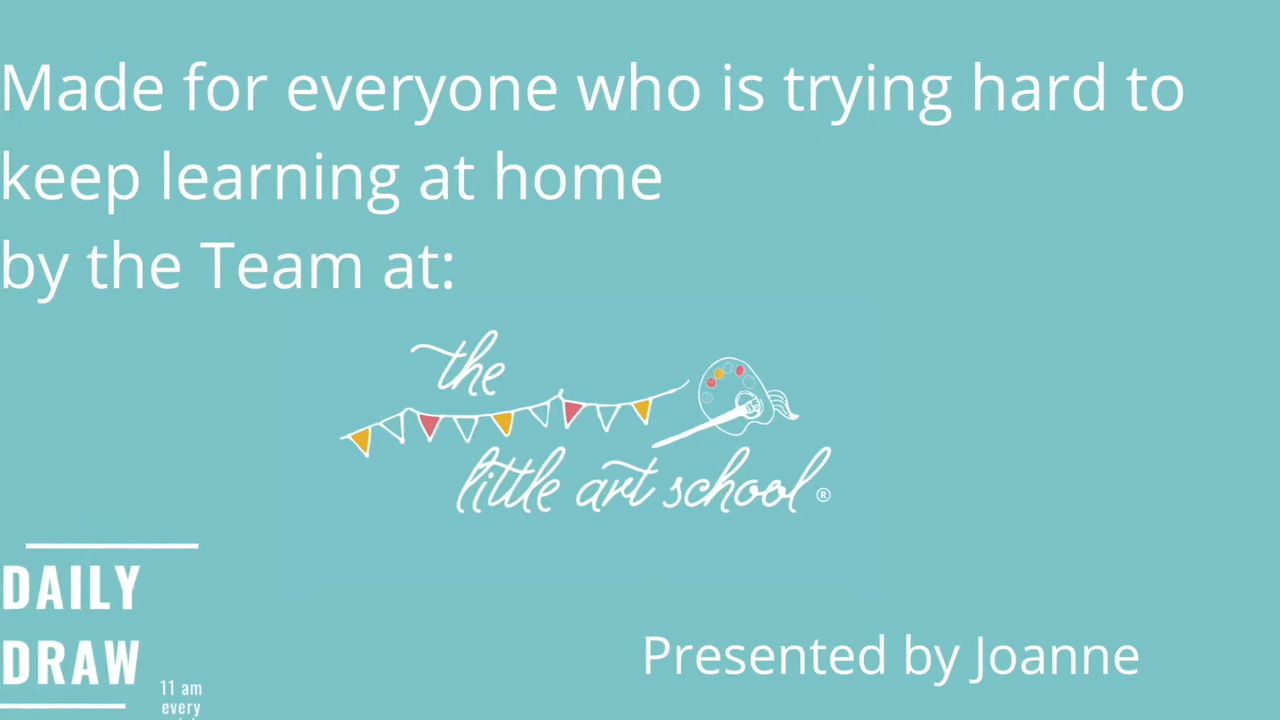 Made for everyone who is trying hard to
keep learning at home
by the Team at:
the
little art school ®
DAILY
DRAW
11 am
every
Presented by Joanne